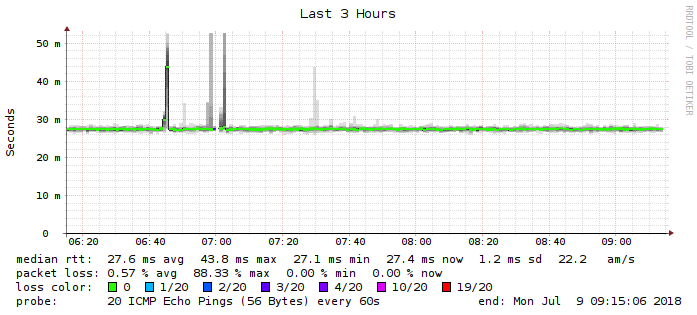 Last 3 Hours
RRDTOOL / TOBI OETIKER
Seconds
50 m
40 m
30 m
20 m
10 m
0
06:20 06:40 07:00 07:20 07:40 08:00 08:20 08:40 09:00
median rtt: 27.6 ms avg 43.8 ms max 27.1 ms min 27.4 ms now 1.2 ms sd 22.2 am/s
packet loss: 0.57 % avg 88.33 % max 0.00 % min 0.00 % now
loss color: 0 1/20 2/20 3/20 4/20 10/20 19/20
probe: 20 ICMP Echo Pings (56 Bytes) every 60s end: Mon Jul 9 09:15:06 2018